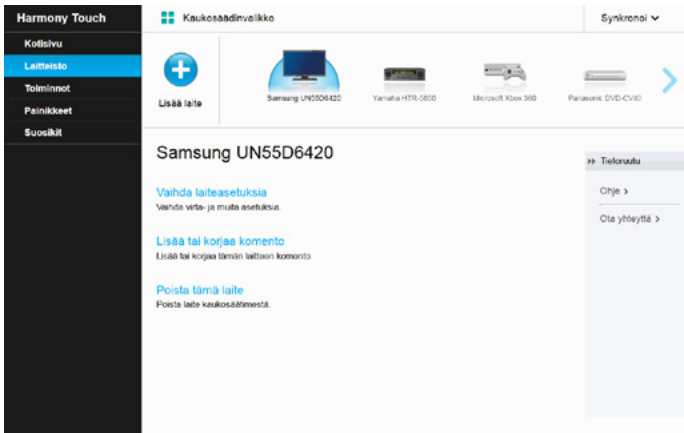 Harmony Touch
Kaukosäädinvalikko
Synkronoi
Kotisivu
Laitteisto
Toiminnot
Painikkeet
Suosikit
Lisää laite
Samsung UN55D6420
Yamaha HTR-5850
Microsoft Xbox 360
Panasonic DVD-CV40
Samsung UN55D6420
Vaihda laiteasetuksia
Vaihda virta- ja muita asetuksia.
Lisää tai korjaa komento
Lisää tai korjaa tämän laitteen komento.
Poista tämä laite
Poista laite kaukosäätimestä.
Tietoruutu
Ohje >
Ota yhteyttä >